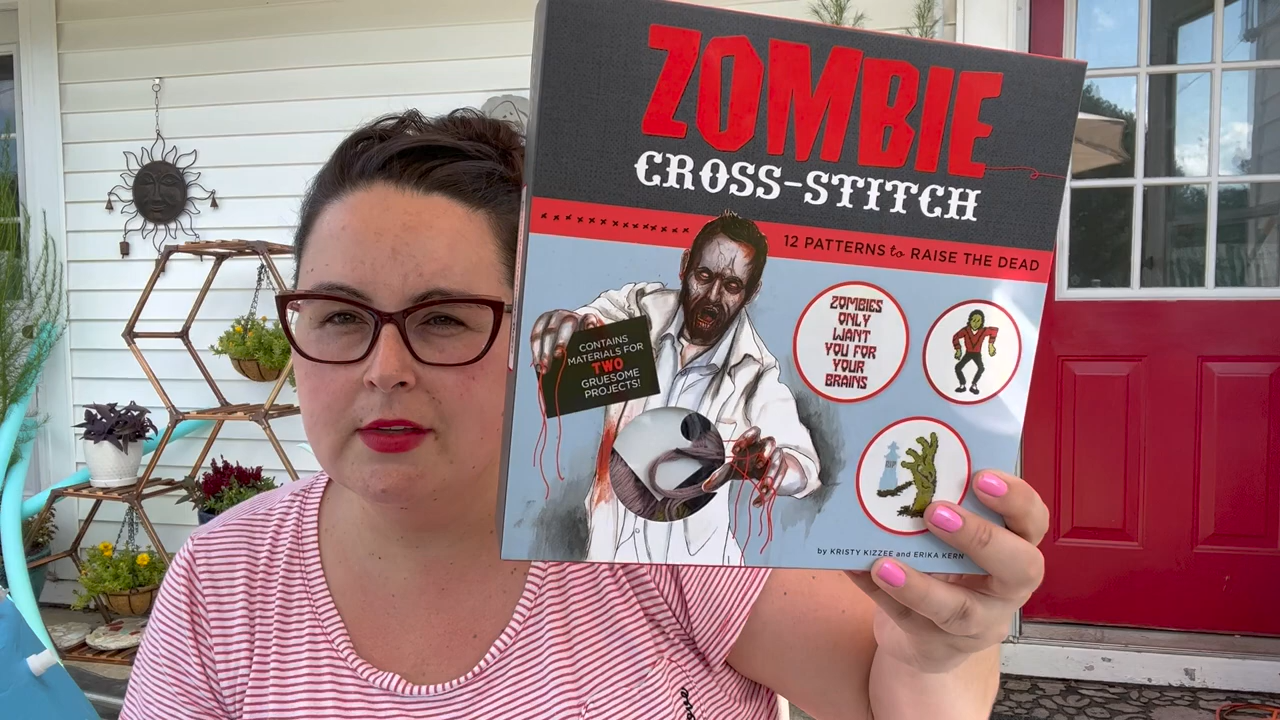 ZOMBIE
CROSS-STITCH
12 PATTERNS to RAISE THE DEAD
CONTAINS
MATERIALS FOR
TWO
GRUESOME
PROJECTS!
ZOMBIES
ONLY
WANT
YOU FOR
YOUR
BRAINS
RIP
by KRISTY KIZZEE and ERIKA KERN